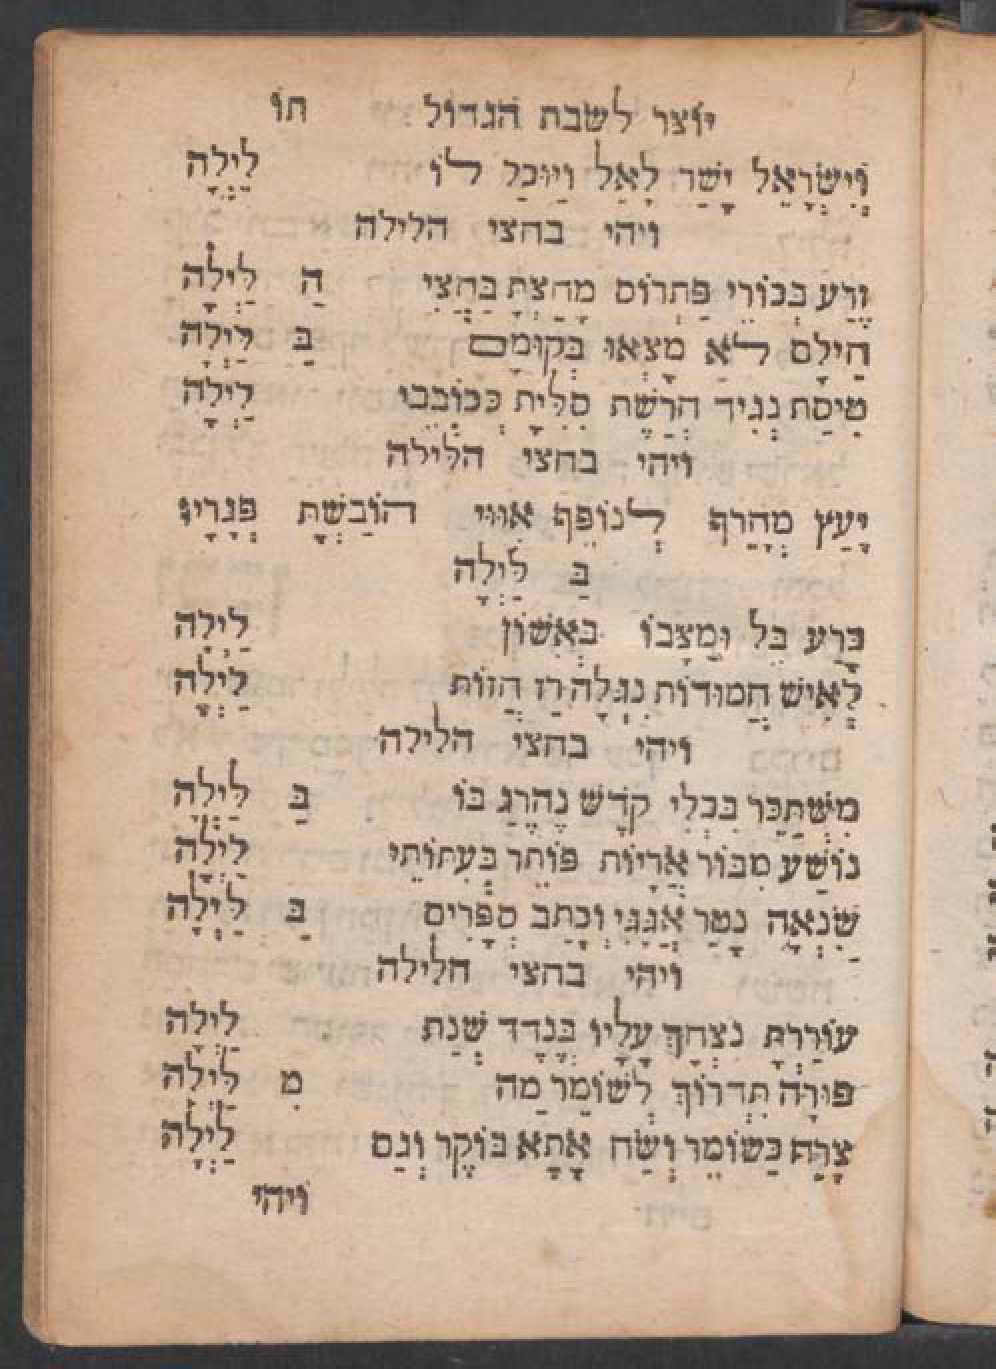 יוצר לשבת הגדול תו
וְיִשְׂרָאֵל יָשַׂר לָאֵל וַיּוּכַל לוֹ לַיְלָה
ויהי בחצי הלילה
זֶרַע בְּכוֹרֵי פַּתְרוֹס מָחַצְתָּ בַּחֲצִי הַ לַּיְלָה
חֵילָם לֹא מָצְאוּ בְּקוּמָם בַּ לַּיְלָה
טִיסַת נְגִיד חֲרֹשֶׁת סִלִּיתָ בְּכוֹכְבֵי לַיְלָה
ויהי בחצי הלילה
יָעַץ מְחָרֵף לְנוֹפֵף אִוּוּי הוֹבַשְׁתָּ פְּגָרָיו
בַּ לַּיְלָה
כָּרַע בֵּל וּמַצָּבוֹ בְּאִישׁוֹן לַיְלָה
לְאִישׁ חֲמוּדוֹת נִגְלָה רָז חֲזוֹת לַיְלָה
ויהי בחצי הלילה
מִשְׁתַּכֵּר בִּכְלֵי קֹדֶשׁ נֶהֱרַג בּוֹ בַּ לַּיְלָה
נוֹשַׁע מִבּוֹר אֲרָיוֹת פּוֹתֵר בְּעִתּוֹתֵי לַיְלָה
שִׂנְאָה נָטַר אֲגָגִי וְכָתַב סְפָרִים בַּ לַּיְלָה
ויהי בחצי הלילה
עוֹרַרְתָּ נִצְחֲךָ עָלָיו בְּנֶדֶד שְׁנַת לַיְלָה
פּוּרָה תִדְרוֹךְ לְשׁוֹמֵר מַה מִ לַּיְלָה
צָרַח כַּשּׁוֹמֵר וְשָׂח אָתָא בוֹקֶר וְגַם לַיְלָה
ויהי